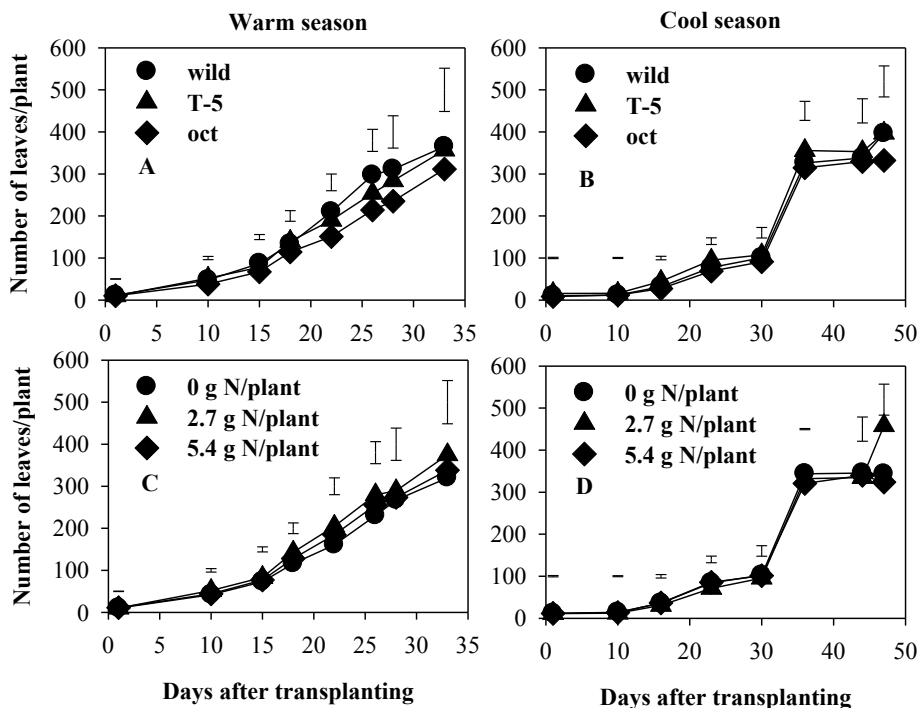 Warm season
Cool season
Number of leaves/plant
600
500
400
300
200
100
0
wild
T-5
oct
A
0 5 10 15 20 25 30 35
600
500
400
300
200
100
0
wild
T-5
oct
B
0 10 20 30 40 50
Number of leaves/plant
600
500
400
300
200
100
0
0 g N/plant
2.7 g N/plant
5.4 g N/plant
C
0 5 10 15 20 25 30 35
Days after transplanting
600
500
400
300
200
100
0
0 g N/plant
2.7 g N/plant
5.4 g N/plant
D
0 10 20 30 40 50
Days after transplanting